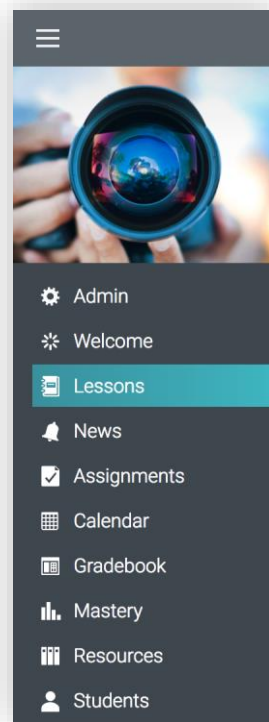 Admin
Welcome
Lessons
News
Assignments
Calendar
Gradebook
Mastery
Resources
Students